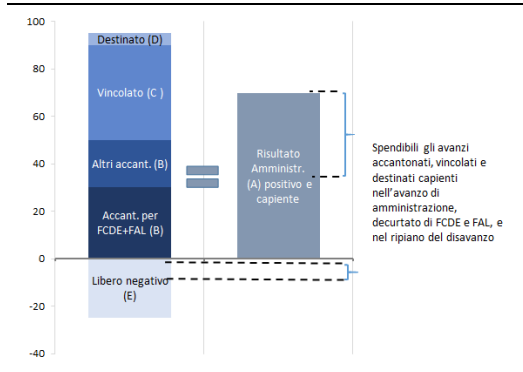 100
80
60
40
20
0
-20
-40
Destinato (D)
Vincolato (C )
Altri accant. (B)
Accant. per
FCDE+FAL (B)
Libero negativo
(E)
Risultato
Amministr.
(A) positivo e
capiente
Spendibili gli avanzi
accantonati, vincolati e
destinati capienti
nell'avanzo di
amministrazione,
decurtato di FCDE e FAL, e
nel ripiano del disavanzo